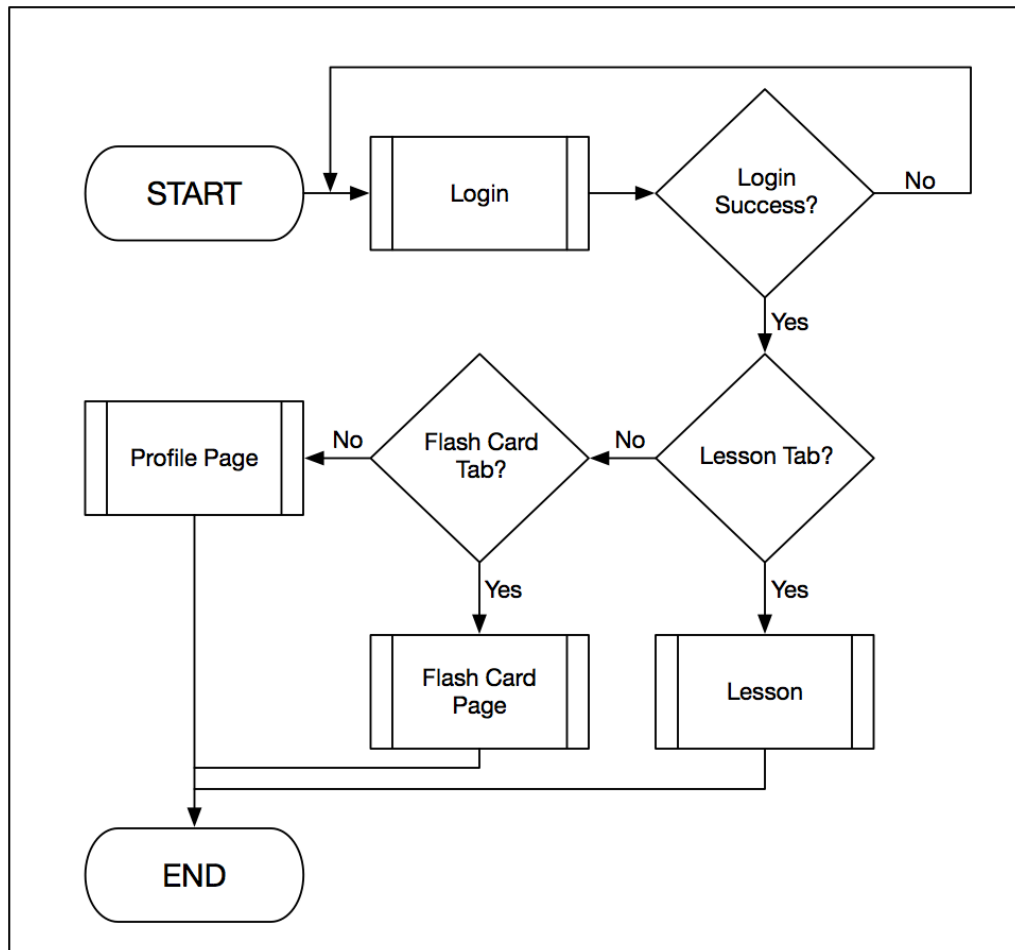 START
Login
Login
Success?
No
Yes
Profile Page
No
Flash Card
Tab?
No
Lesson Tab?
Yes
Yes
Flash Card
Page
Lesson
END